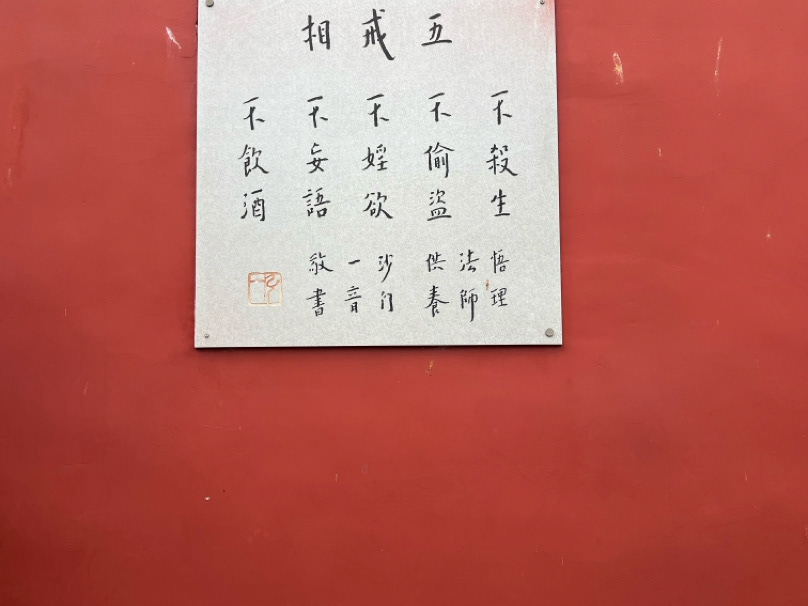 五戒相
不殺生
不偷盜
不婬欲
不妄語
不飲酒
悟理
法師
供養
沙門
一音
敬書